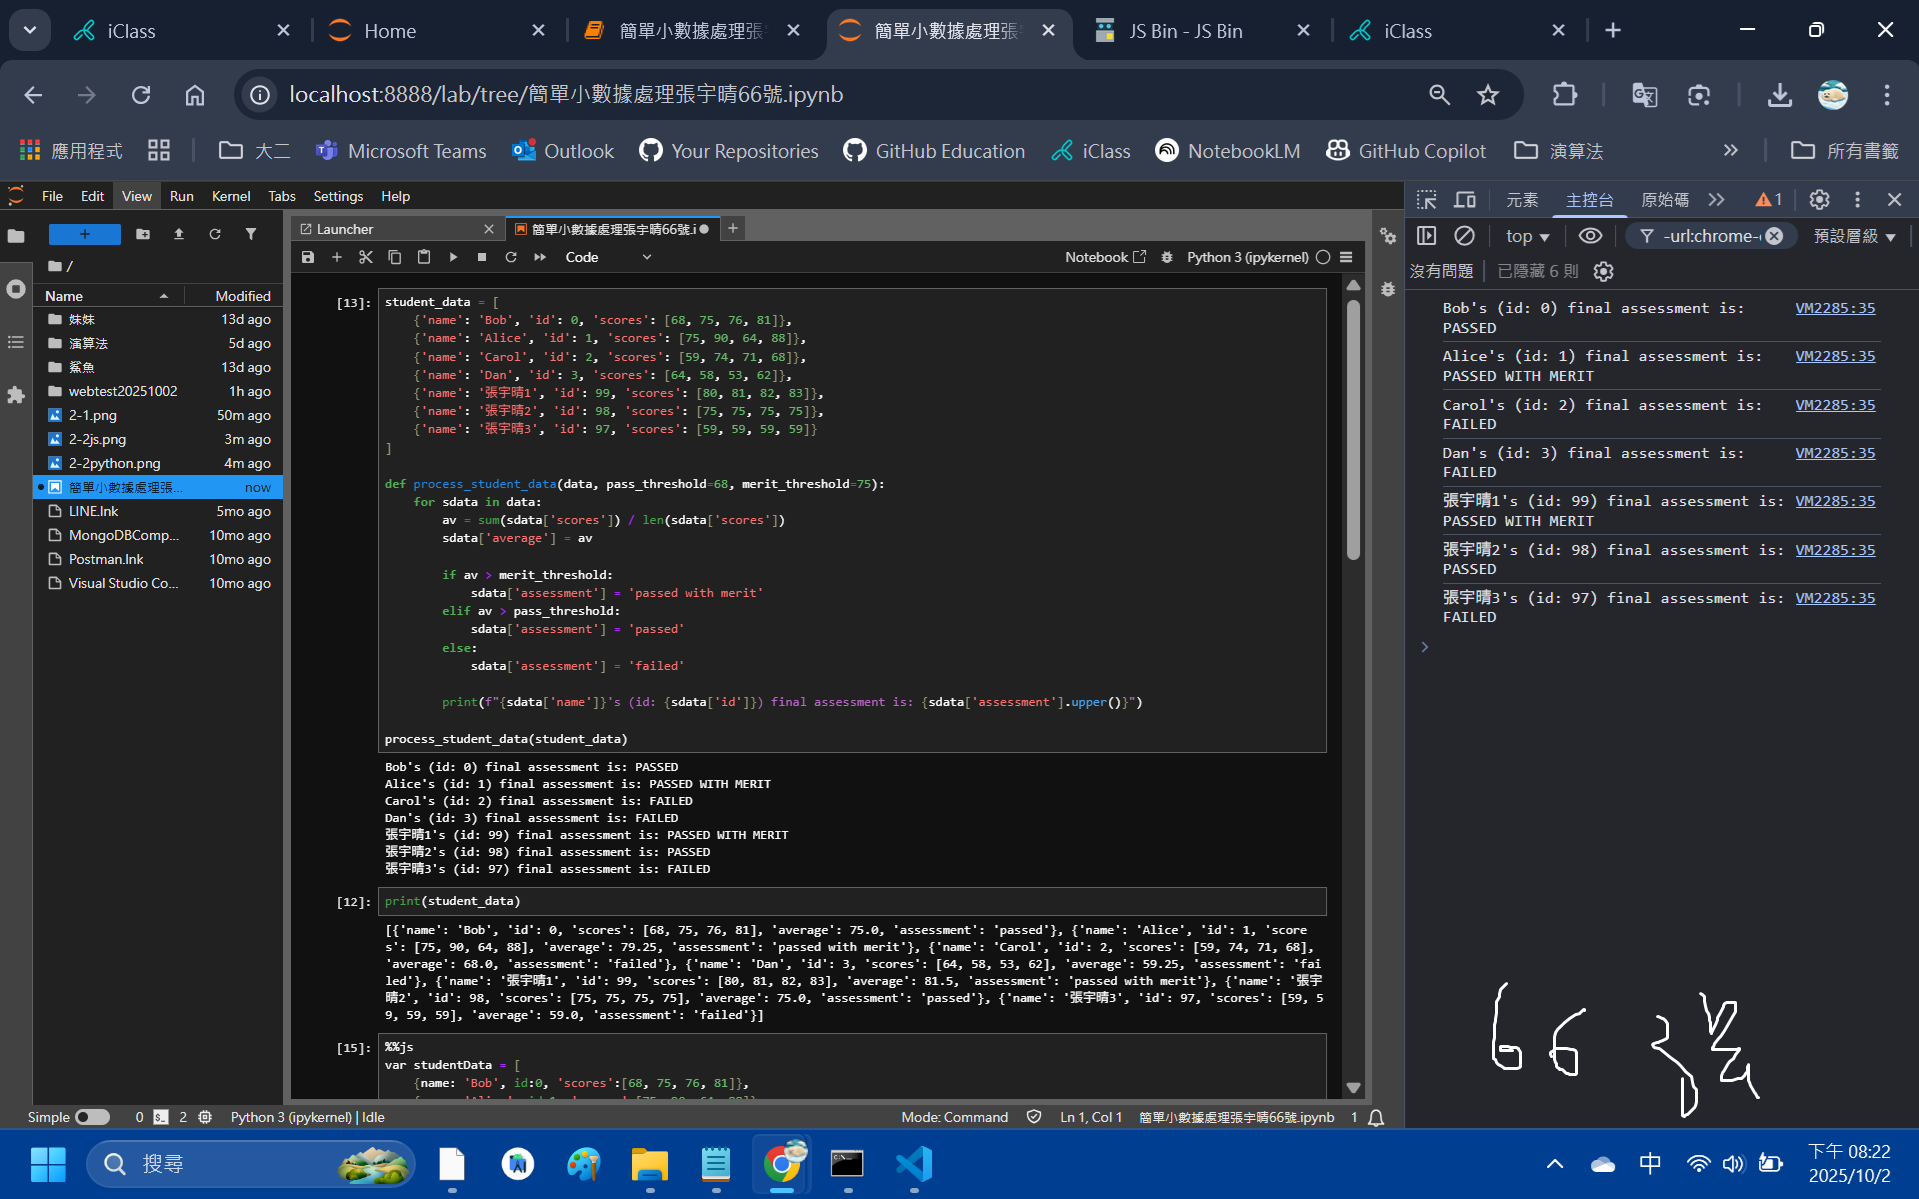 iClass
Home
簡單小數據處理張宇
簡單小數據處理張宇
JS Bin - JS Bin
iClass
localhost:8888/lab/tree/簡單小數據處理張宇晴66號.ipynb
應用程式
大二
Microsoft Teams
Outlook
Your Repositories
GitHub Education
iClass
NotebookLM
GitHub Copilot
演算法
所有書籤
File Edit View Run Kernel Tabs Settings Help
/
Name Modified
妹妹 13d ago
演算法 5d ago
鯊魚 13d ago
webtest20251002 1h ago
2-1.png 50m ago
2-2js.png 3m ago
2-2python.png 4m ago
簡單小數據處理張... now
LINE.lnk 5mo ago
MongoDBComp... 10mo ago
Postman.lnk 10mo ago
Visual Studio Co... 10mo ago
Launcher
簡單小數據處理張宇晴66號.i
Code
Notebook
Python 3 (ipykernel)
[13]:
student_data = [
    {'name': 'Bob', 'id': 0, 'scores': [68, 75, 76, 81]},
    {'name': 'Alice', 'id': 1, 'scores': [75, 90, 64, 88]},
    {'name': 'Carol', 'id': 2, 'scores': [59, 74, 71, 68]},
    {'name': 'Dan', 'id': 3, 'scores': [64, 58, 53, 62]},
    {'name': '張宇晴1', 'id': 99, 'scores': [80, 81, 82, 83]},
    {'name': '張宇晴2', 'id': 98, 'scores': [75, 75, 75, 75]},
    {'name': '張宇晴3', 'id': 97, 'scores': [59, 59, 59, 59]}
]
def process_student_data(data, pass_threshold=68, merit_threshold=75):
    for sdata in data:
        av = sum(sdata['scores']) / len(sdata['scores'])
        sdata['average'] = av
        if av > merit_threshold:
            sdata['assessment'] = 'passed with merit'
        elif av > pass_threshold:
            sdata['assessment'] = 'passed'
        else:
            sdata['assessment'] = 'failed'
        print(f"{sdata['name']}'s (id: {sdata['id']}) final assessment is: {sdata['assessment'].upper()}")
process_student_data(student_data)
Bob's (id: 0) final assessment is: PASSED
Alice's (id: 1) final assessment is: PASSED WITH MERIT
Carol's (id: 2) final assessment is: FAILED
Dan's (id: 3) final assessment is: FAILED
張宇晴1's (id: 99) final assessment is: PASSED WITH MERIT
張宇晴2's (id: 98) final assessment is: PASSED
張宇晴3's (id: 97) final assessment is: FAILED
[12]:
print(student_data)
[{'name': 'Bob', 'id': 0, 'scores': [68, 75, 76, 81], 'average': 75.0, 'assessment': 'passed'}, {'name': 'Alice', 'id': 1, 'score
s': [75, 90, 64, 88], 'average': 79.25, 'assessment': 'passed with merit'}, {'name': 'Carol', 'id': 2, 'scores': [59, 74, 71, 68],
'average': 68.0, 'assessment': 'failed'}, {'name': 'Dan', 'id': 3, 'scores': [64, 58, 53, 62], 'average': 59.25, 'assessment': 'fai
led'}, {'name': '張宇晴1', 'id': 99, 'scores': [80, 81, 82, 83], 'average': 81.5, 'assessment': 'passed with merit'}, {'name': '張宇
晴2', 'id': 98, 'scores': [75, 75, 75, 75], 'average': 75.0, 'assessment': 'passed'}, {'name': '張宇晴3', 'id': 97, 'scores': [59, 5
9, 59, 59], 'average': 59.0, 'assessment': 'failed'}]
[15]:
%%js
var studentData = [
    {name: 'Bob', id:0, 'scores':[68, 75, 76, 81]},
Simple 0 2 Python 3 (ipykernel) | Idle
Mode: Command
Ln 1, Col 1
簡單小數據處理張宇晴66號.ipynb
1
元素 主控台 原始碼 1
top
-url:chrome-
預設層級
沒有問題 已隱藏 6 則
Bob's (id: 0) final assessment is: VM2285:35
PASSED
Alice's (id: 1) final assessment is: VM2285:35
PASSED WITH MERIT
Carol's (id: 2) final assessment is: VM2285:35
FAILED
Dan's (id: 3) final assessment is: VM2285:35
FAILED
張宇晴1's (id: 99) final assessment is: VM2285:35
PASSED WITH MERIT
張宇晴2's (id: 98) final assessment is: VM2285:35
PASSED
張宇晴3's (id: 97) final assessment is: VM2285:35
FAILED
66
搜尋
中
下午 08:22
2025/10/2